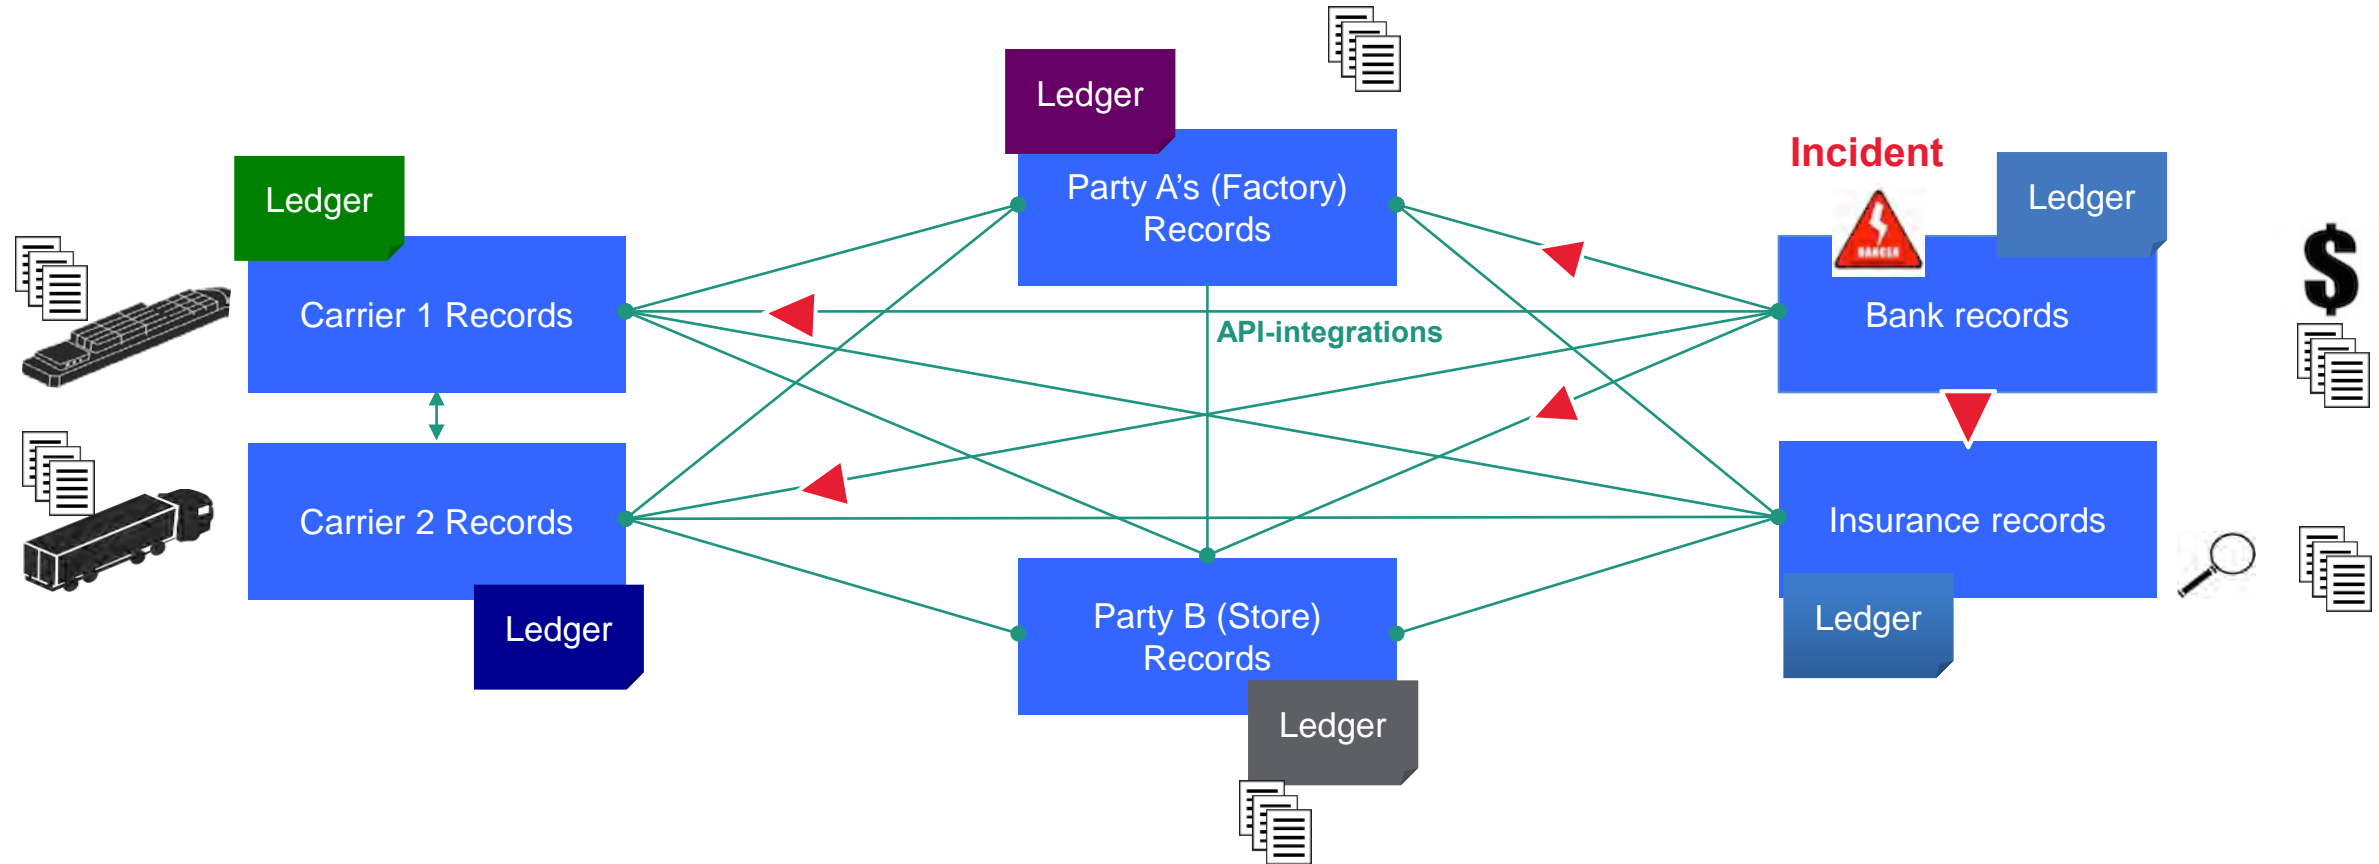 Ledger
Party A's (Factory)
Records
Incident
Ledger
DANGER
Ledger
Carrier 1 Records
API-integrations
Bank records
Carrier 2 Records
Insurance records
Ledger
Party B (Store)
Records
Ledger
Ledger